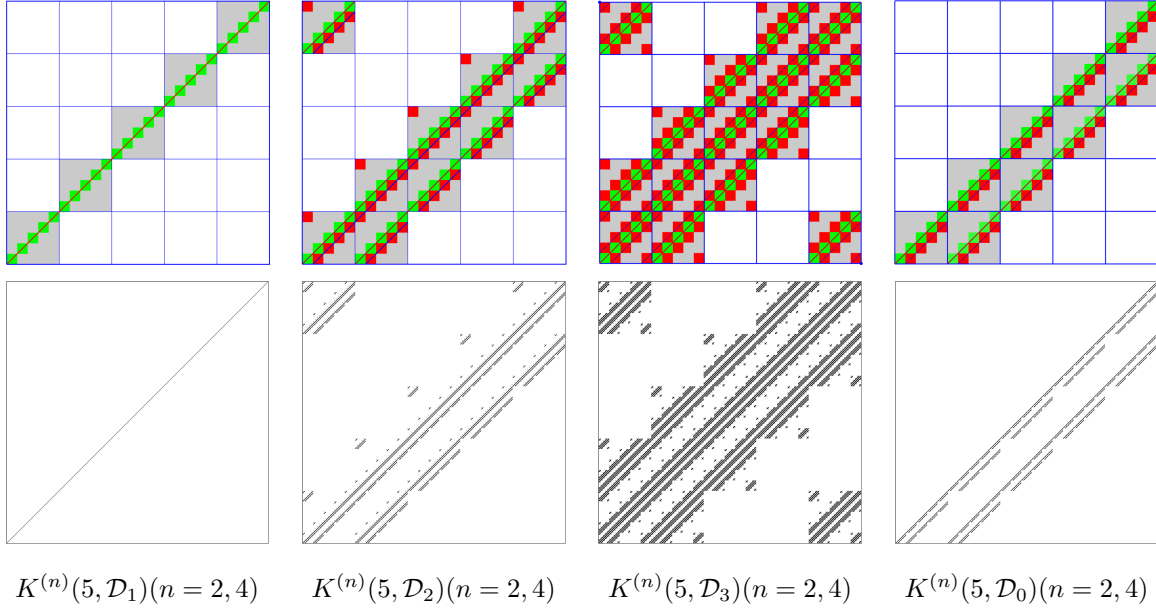 K^{(n)}(5, \mathcal{D}_1)(n = 2, 4) K^{(n)}(5, \mathcal{D}_2)(n = 2, 4) K^{(n)}(5, \mathcal{D}_3)(n = 2, 4) K^{(n)}(5, \mathcal{D}_0)(n = 2, 4)